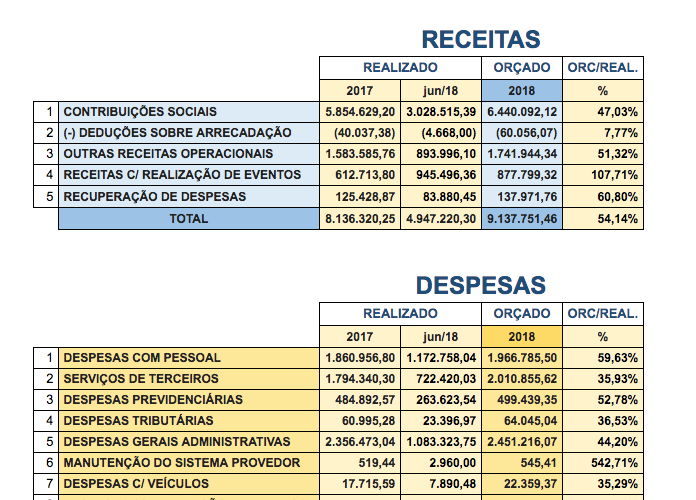 RECEITAS
REALIZADO ORÇADO ORC/REAL.
2017 jun/18 2018 %
1 CONTRIBUIÇÕES SOCIAIS 5.854.629,20 3.028.515,39 6.440.092,12 47,03%
2 (-) DEDUÇÕES SOBRE ARRECADAÇÃO (40.037,38) (4.668,00) (60.056,07) 7,77%
3 OUTRAS RECEITAS OPERACIONAIS 1.583.585,76 893.996,10 1.741.944,34 51,32%
4 RECEITAS C/ REALIZAÇÃO DE EVENTOS 612.713,80 945.496,36 877.799,32 107,71%
5 RECUPERAÇÃO DE DESPESAS 125.428,87 83.880,45 137.971,76 60,80%
TOTAL 8.136.320,25 4.947.220,30 9.137.751,46 54,14%
DESPESAS
REALIZADO ORÇADO ORC/REAL.
2017 jun/18 2018 %
1 DESPESAS COM PESSOAL 1.860.956,80 1.172.758,04 1.966.785,50 59,63%
2 SERVIÇOS DE TERCEIROS 1.794.340,30 722.420,03 2.010.855,62 35,93%
3 DESPESAS PREVIDENCIÁRIAS 484.892,57 263.623,54 499.439,35 52,78%
4 DESPESAS TRIBUTÁRIAS 60.995,28 23.396,97 64.045,04 36,53%
5 DESPESAS GERAIS ADMINISTRATIVAS 2.356.473,04 1.083.323,75 2.451.216,07 44,20%
6 MANUTENÇÃO DO SISTEMA PROVEDOR 519,44 2.960,00 545,41 542,71%
7 DESPESAS C/ VEÍCULOS 17.715,59 7.890,48 22.359,37 35,29%